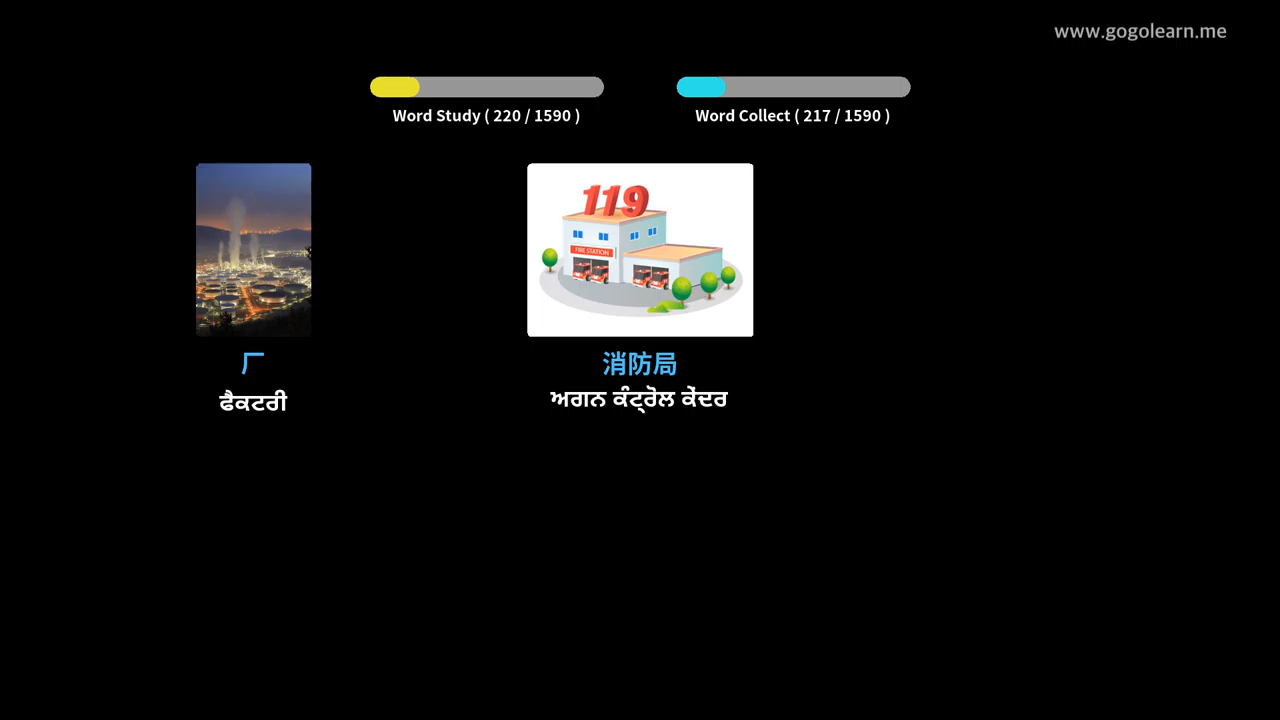 www.gogolearn.me
Word Study ( 220 / 1590 )
Word Collect ( 217 / 1590 )
119
FIRE STATION
厂
消防局
ਫੈਕਟਰੀ
ਅਗਨ ਕੰਟ੍ਰੋਲ ਕੇਂਦਰ